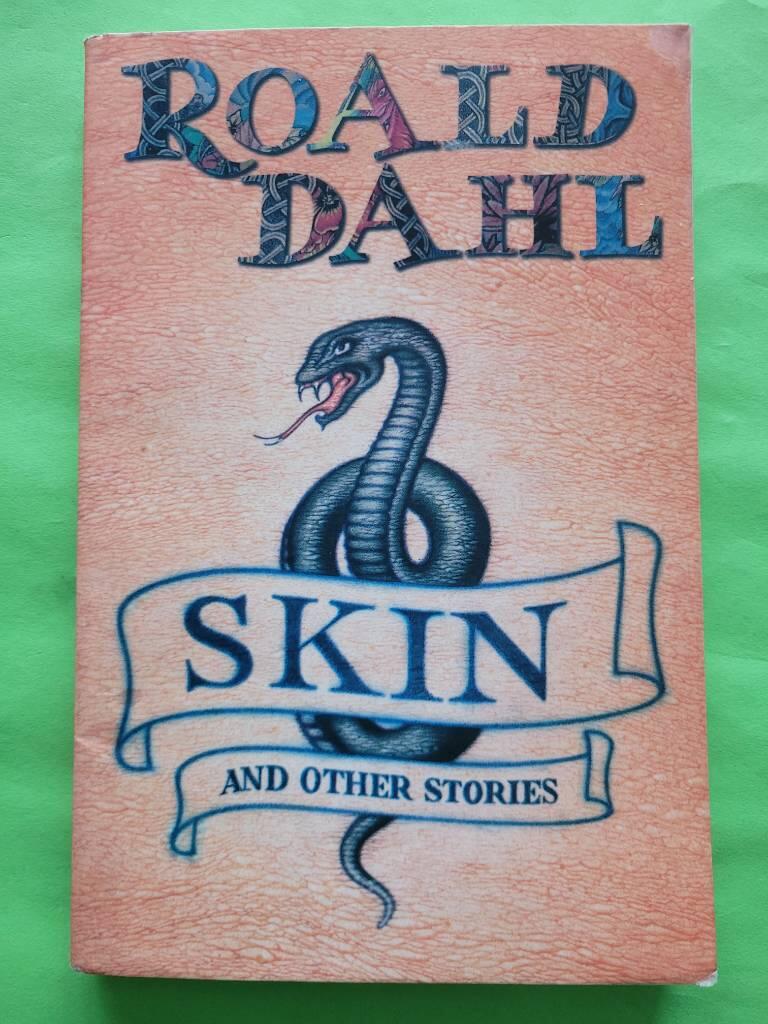 ROALD
DAHL
SKIN
AND OTHER STORIES